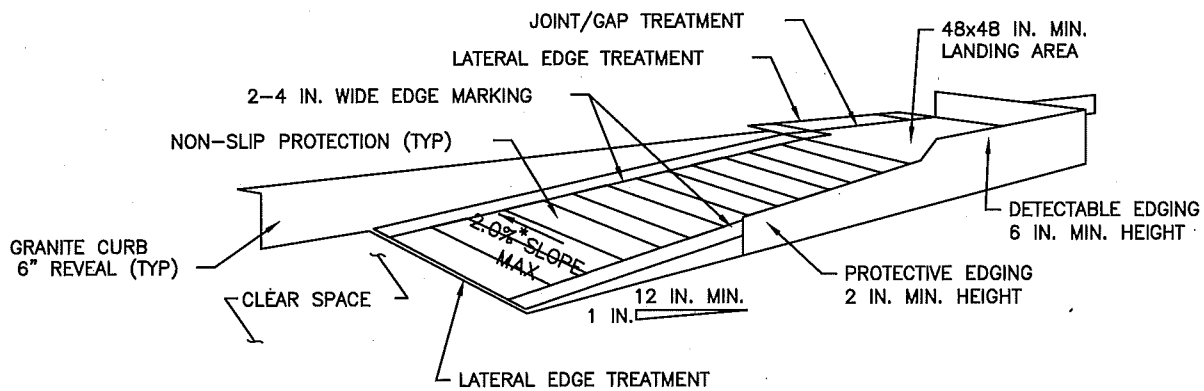 JOINT/GAP TREATMENT
48x48 IN. MIN.
LANDING AREA
LATERAL EDGE TREATMENT
2-4 IN. WIDE EDGE MARKING
NON-SLIP PROTECTION (TYP)
2.0%* SLOPE
MAX
GRANITE CURB
6" REVEAL (TYP)
DETECTABLE EDGING
6 IN. MIN. HEIGHT
PROTECTIVE EDGING
2 IN. MIN. HEIGHT
CLEAR SPACE
12 IN. MIN.
1 IN.
LATERAL EDGE TREATMENT